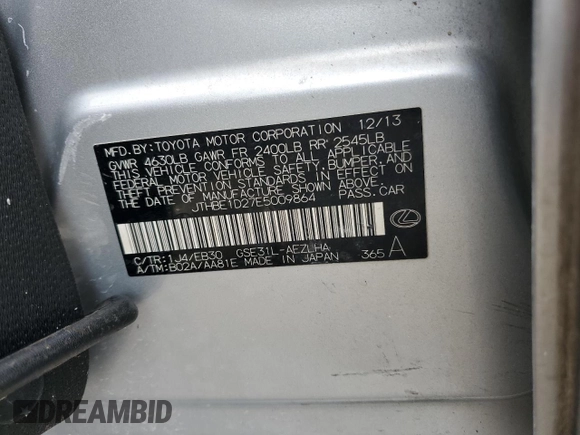 MFD.BY:TOYOTA MOTOR CORPORATION 12/13
GVWR 4630LB GAWR FR 2400LB RR 2545LB
THIS VEHICLE CONFORMS TO ALL APPLICABLE
FEDERAL MOTOR VEHICLE SAFETY,BUMPER,AND
THEFT PREVENTION STANDARDS IN EFFECT ON
THE DATE OF MANUFACTURE SHOWN ABOVE.
JTHBE1D27E5009864 PASS.CAR
C/TR:1J4/EB30 GSE31L-AEZLHA 365 A
A/TM:B02A/AA81E MADE IN JAPAN
DREAMBID